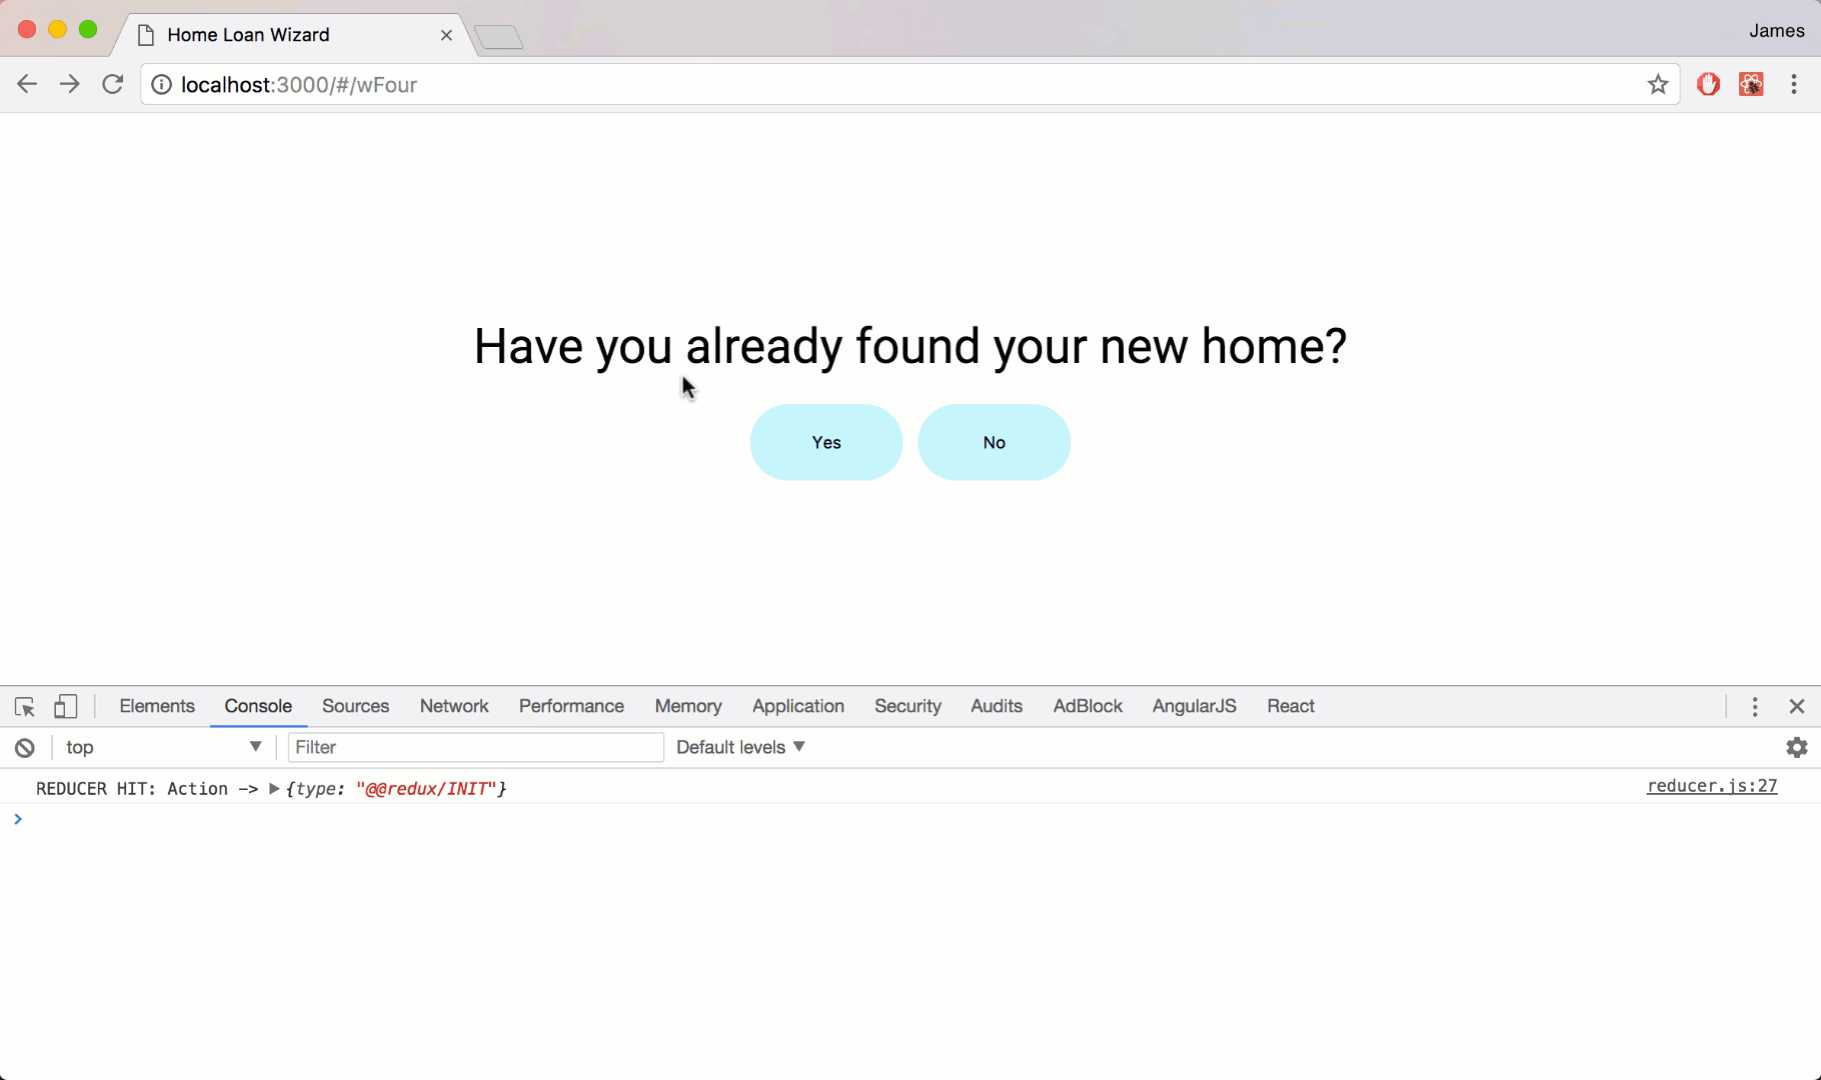 Home Loan Wizard
James
localhost:3000/#/wFour
Have you already found your new home?
Yes No
Elements Console Sources Network Performance Memory Application Security Audits AdBlock AngularJS React
top Filter Default levels
REDUCER HIT: Action -> {type: "@@redux/INIT"} reducer.js:27